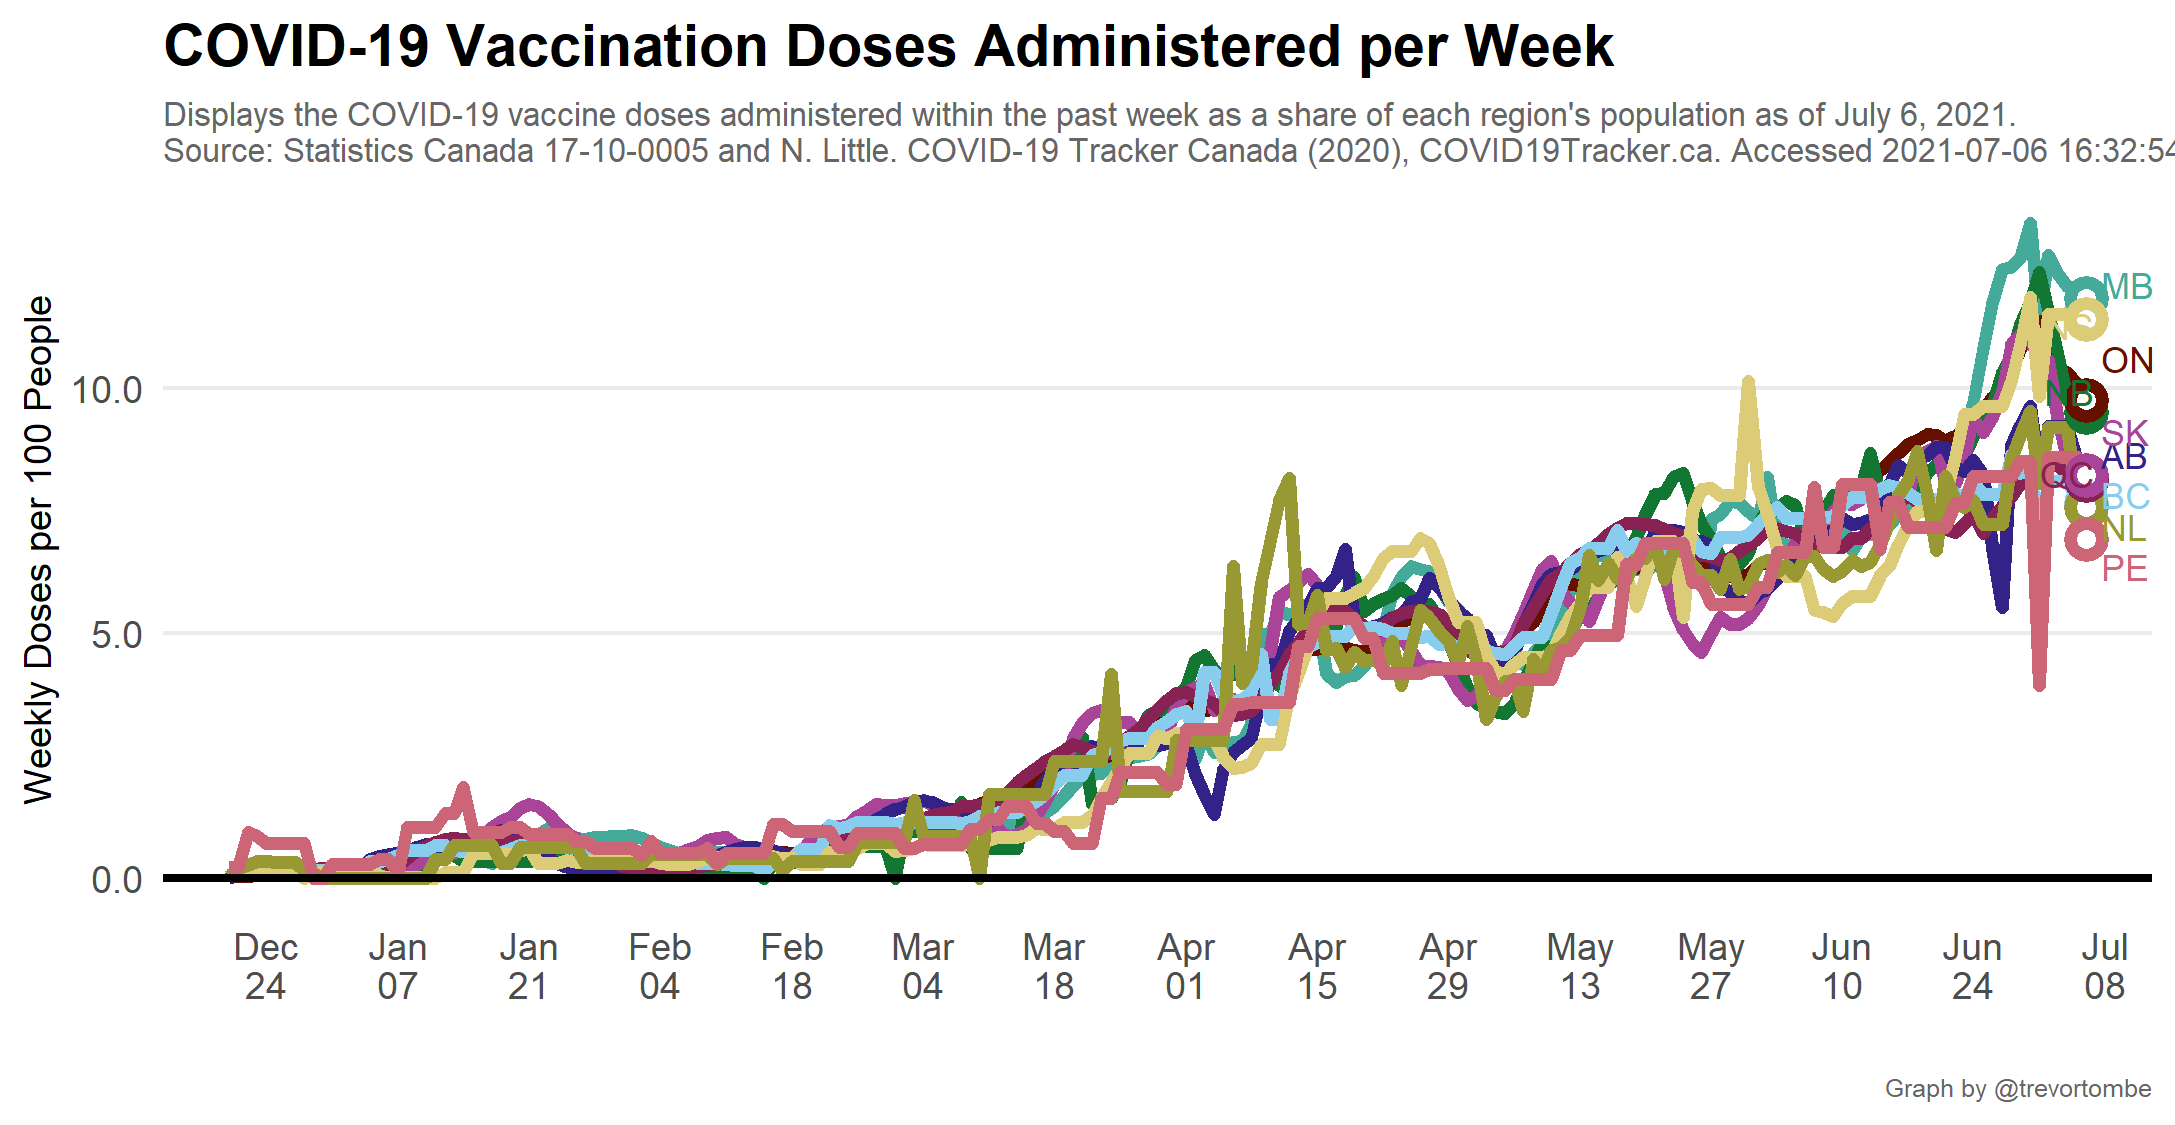 COVID-19 Vaccination Doses Administered per Week
Displays the COVID-19 vaccine doses administered within the past week as a share of each region's population as of July 6, 2021.
Source: Statistics Canada 17-10-0005 and N. Little. COVID-19 Tracker Canada (2020), COVID19Tracker.ca. Accessed 2021-07-06 16:32:54
Weekly Doses per 100 People
10.0
5.0
0.0
MB
ON
NB
SK
AB
QC
BC
NL
PE
Dec 24
Jan 07
Jan 21
Feb 04
Feb 18
Mar 04
Mar 18
Apr 01
Apr 15
Apr 29
May 13
May 27
Jun 10
Jun 24
Jul 08
Graph by @trevortombe